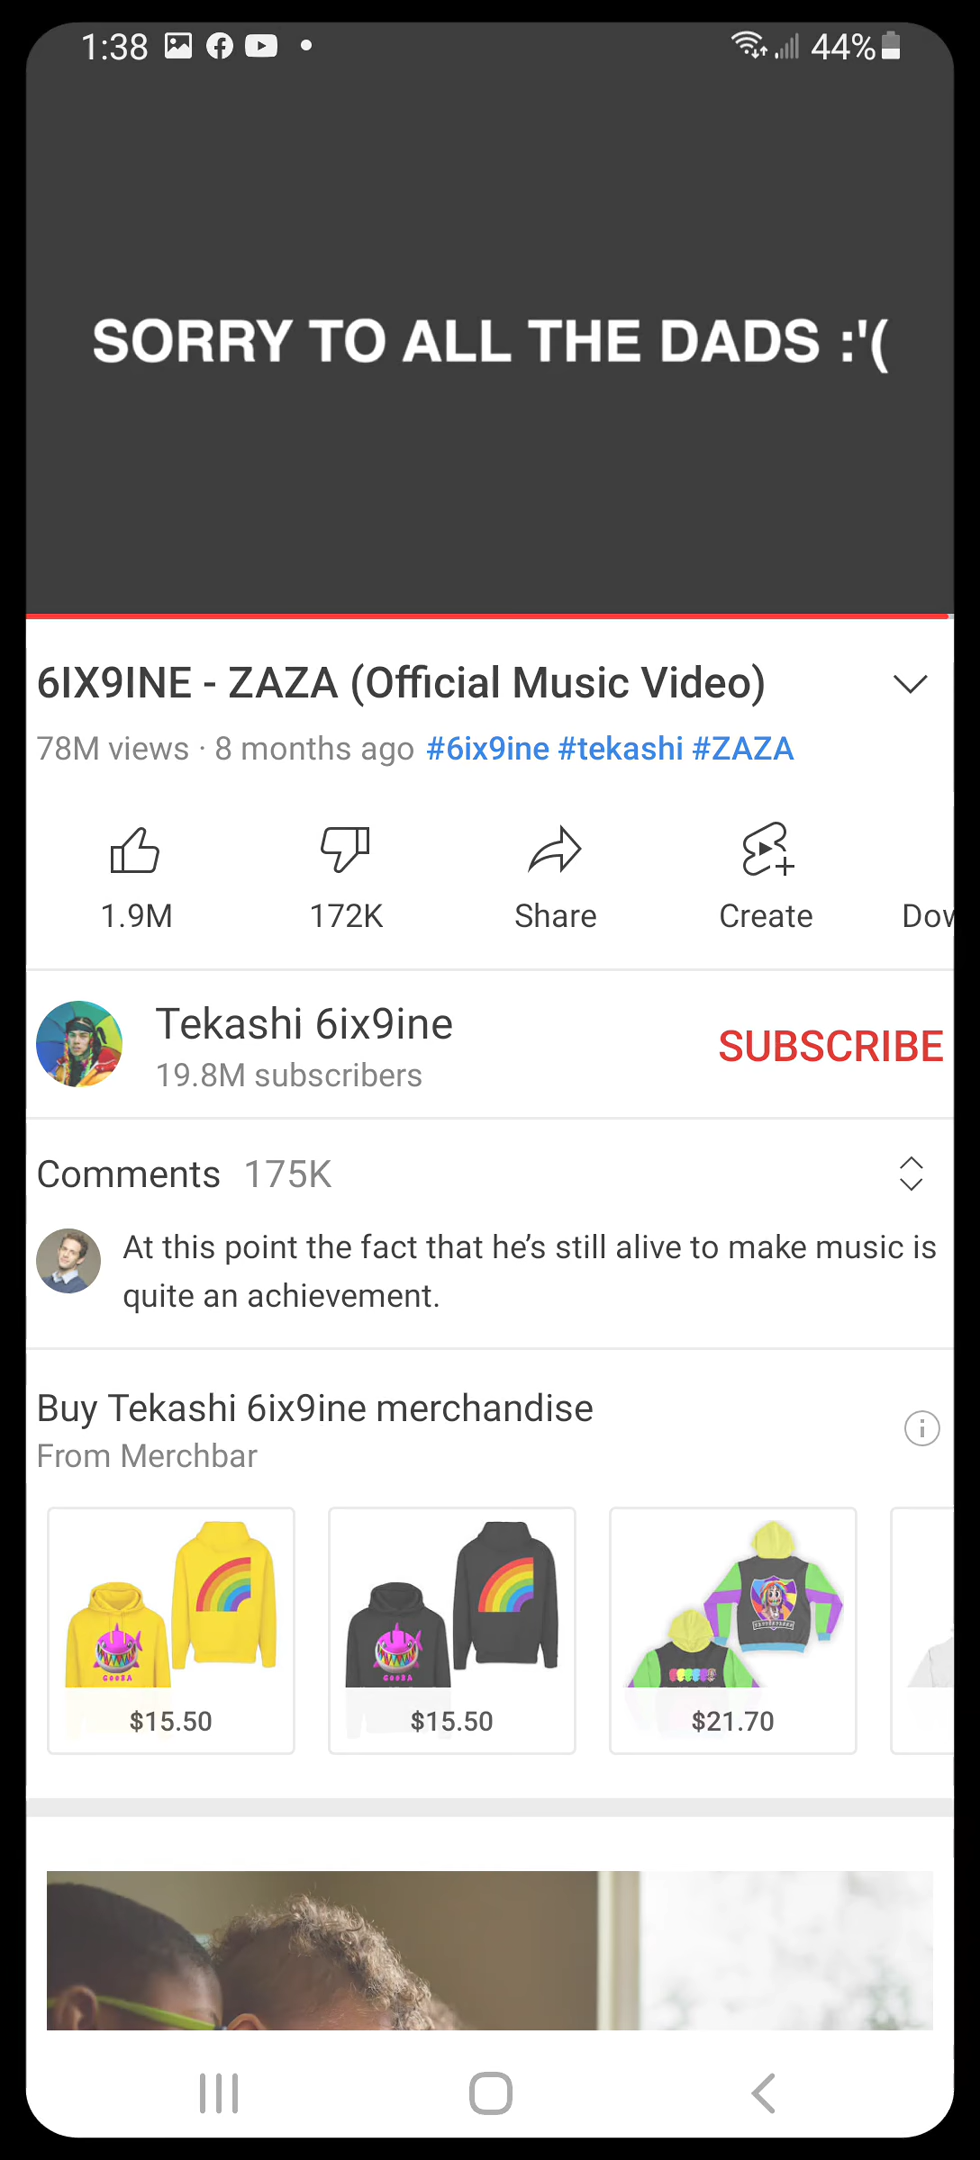 1:38
44%
SORRY TO ALL THE DADS :'(
6IX9INE - ZAZA (Official Music Video)
78M views · 8 months ago #6ix9ine #tekashi #ZAZA
1.9M 172K Share Create Dow
Tekashi 6ix9ine
SUBSCRIBE
19.8M subscribers
Comments 175K
At this point the fact that he's still alive to make music is
quite an achievement.
Buy Tekashi 6ix9ine merchandise
From Merchbar
GOOBA
GOOBA
$15.50 $15.50 $21.70